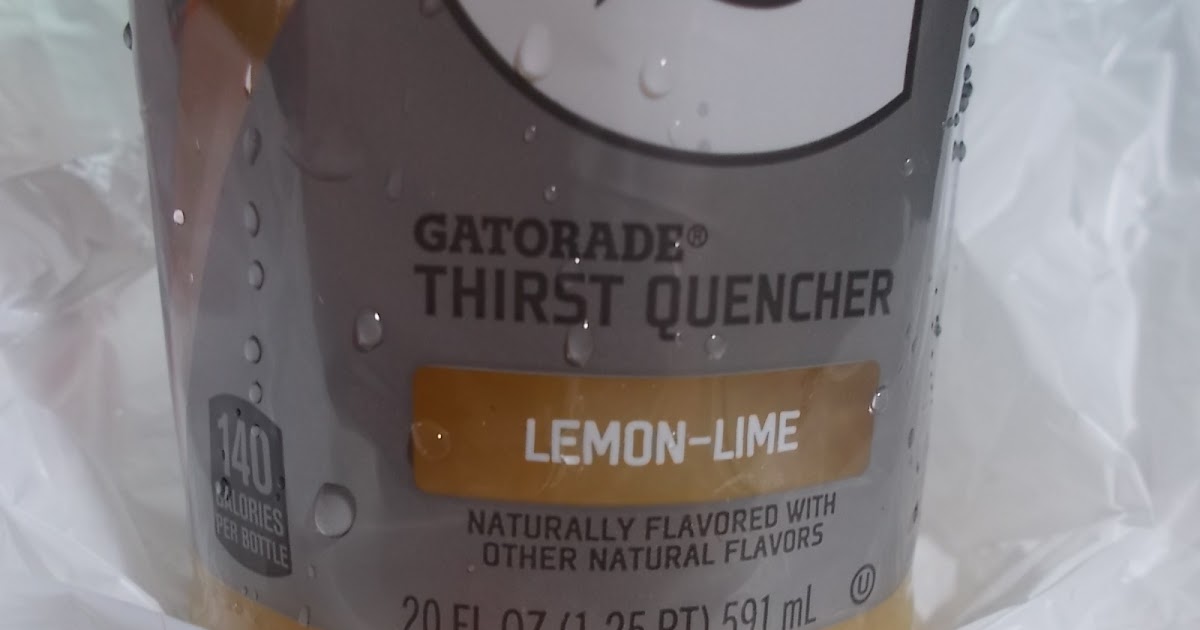 GATORADE®
THIRST QUENCHER
LEMON-LIME
140
CALORIES
PER BOTTLE
NATURALLY FLAVORED WITH
OTHER NATURAL FLAVORS
20 FL OZ (1.25 PT) 591 mL
U